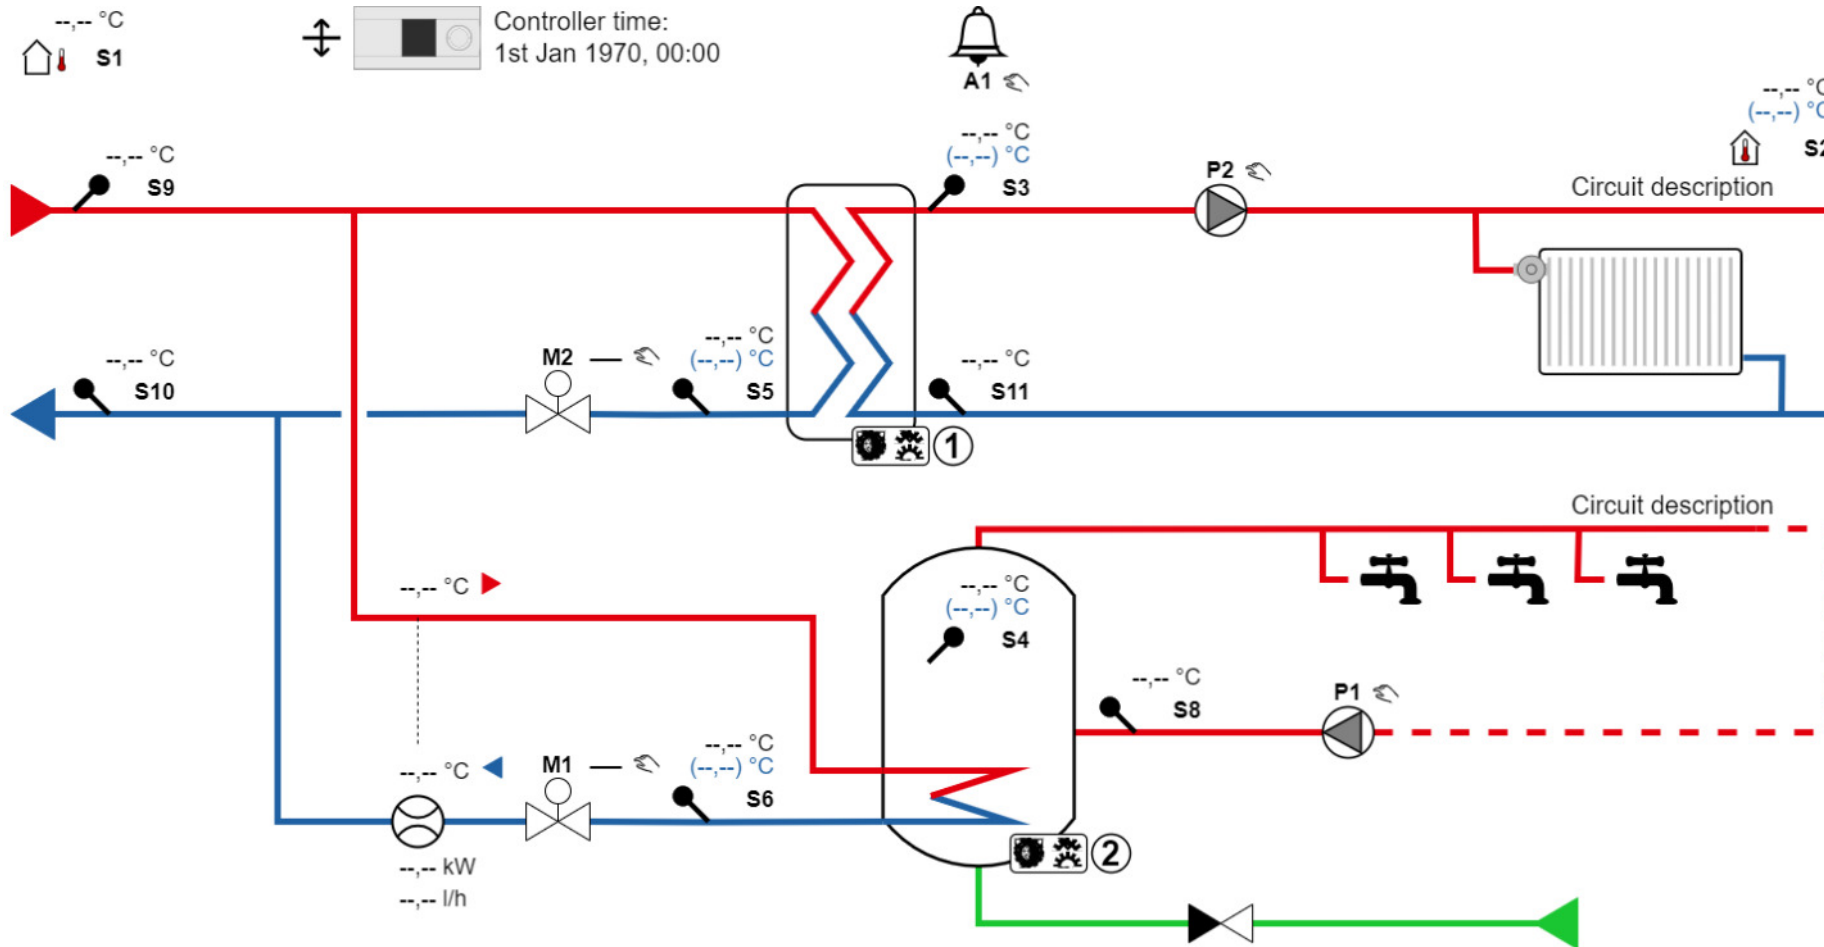 --,-- °C
S1
Controller time:
1st Jan 1970, 00:00
A1
--,-- °C
(--,--) °C
S2
--,-- °C
S9
--,-- °C
(--,--) °C
S3
P2
Circuit description
--,-- °C
S10
M2
--,-- °C
(--,--) °C
S5
--,-- °C
S11
1
Circuit description
--,-- °C
--,-- °C
(--,--) °C
S4
--,-- °C
S8
P1
--,-- °C
M1
--,-- °C
(--,--) °C
S6
2
--,-- kW
--,-- l/h